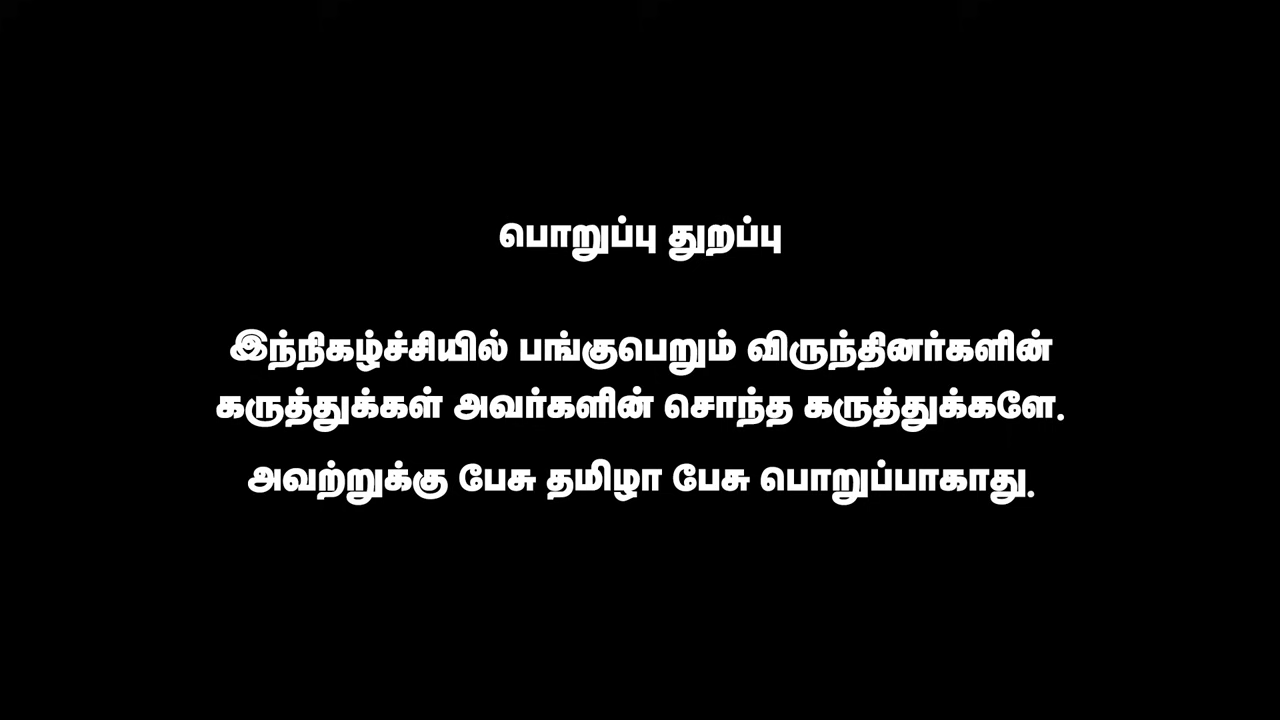 பொறுப்பு துறப்பு
இந்நிகழ்ச்சியில் பங்குபெறும் விருந்தினர்களின்
கருத்துக்கள் அவர்களின் சொந்த கருத்துக்களே.
அவற்றுக்கு பேசு தமிழா பேசு பொறுப்பாகாது.